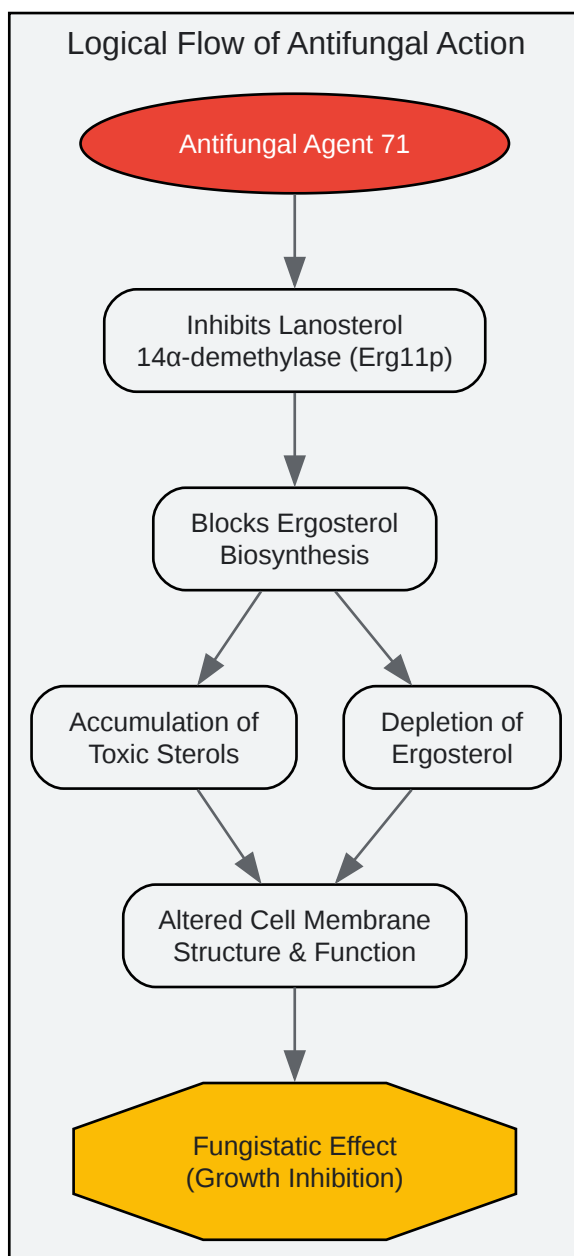 Logical Flow of Antifungal Action
Antifungal Agent 71
Inhibits Lanosterol
14α-demethylase (Erg11p)
Blocks Ergosterol
Biosynthesis
Accumulation of
Toxic Sterols
Depletion of
Ergosterol
Altered Cell Membrane
Structure & Function
Fungistatic Effect
(Growth Inhibition)